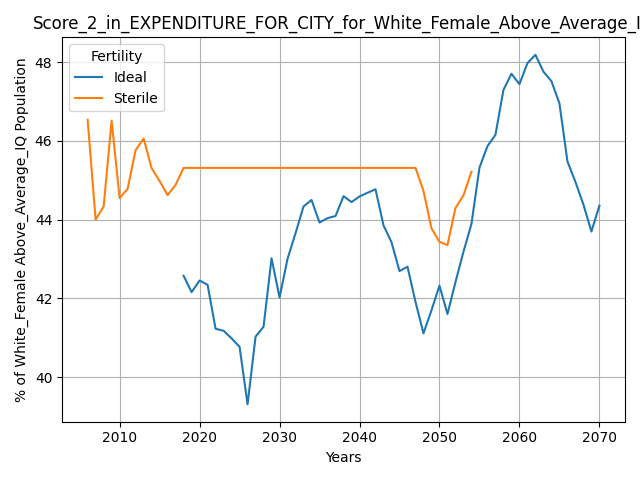 Score_2_in_EXPENDITURE_FOR_CITY_for_White_Female_Above_Average_I
% of White_Female Above_Average_IQ Population
Fertility
Ideal
Sterile
48
46
44
42
40
2010 2020 2030 2040 2050 2060 2070
Years